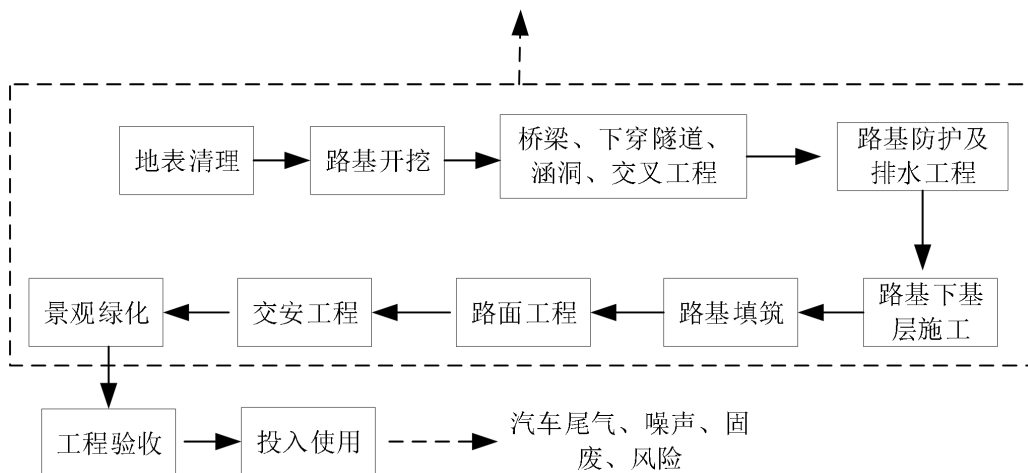 地表清理
路基开挖
桥梁、下穿隧道、
涵洞、交叉工程
路基防护及
排水工程
景观绿化
交安工程
路面工程
路基填筑
路基下基
层施工
工程验收
投入使用
汽车尾气、噪声、固
废、风险